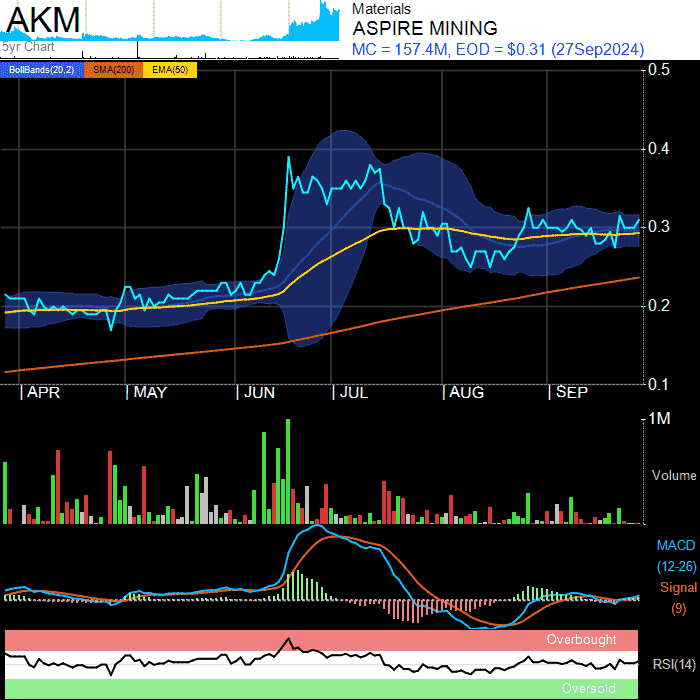 AKM
5yr Chart
Materials
ASPIRE MINING
MC = 157.4M, EOD = $0.31 (27Sep2024)
BollBands(20,2) SMA(200) EMA(50)
0.5
0.4
0.3
0.2
0.1
APR MAY JUN JUL AUG SEP
1M
Volume
MACD
(12-26)
Signal
(9)
Overbought
RSI(14)
Oversold